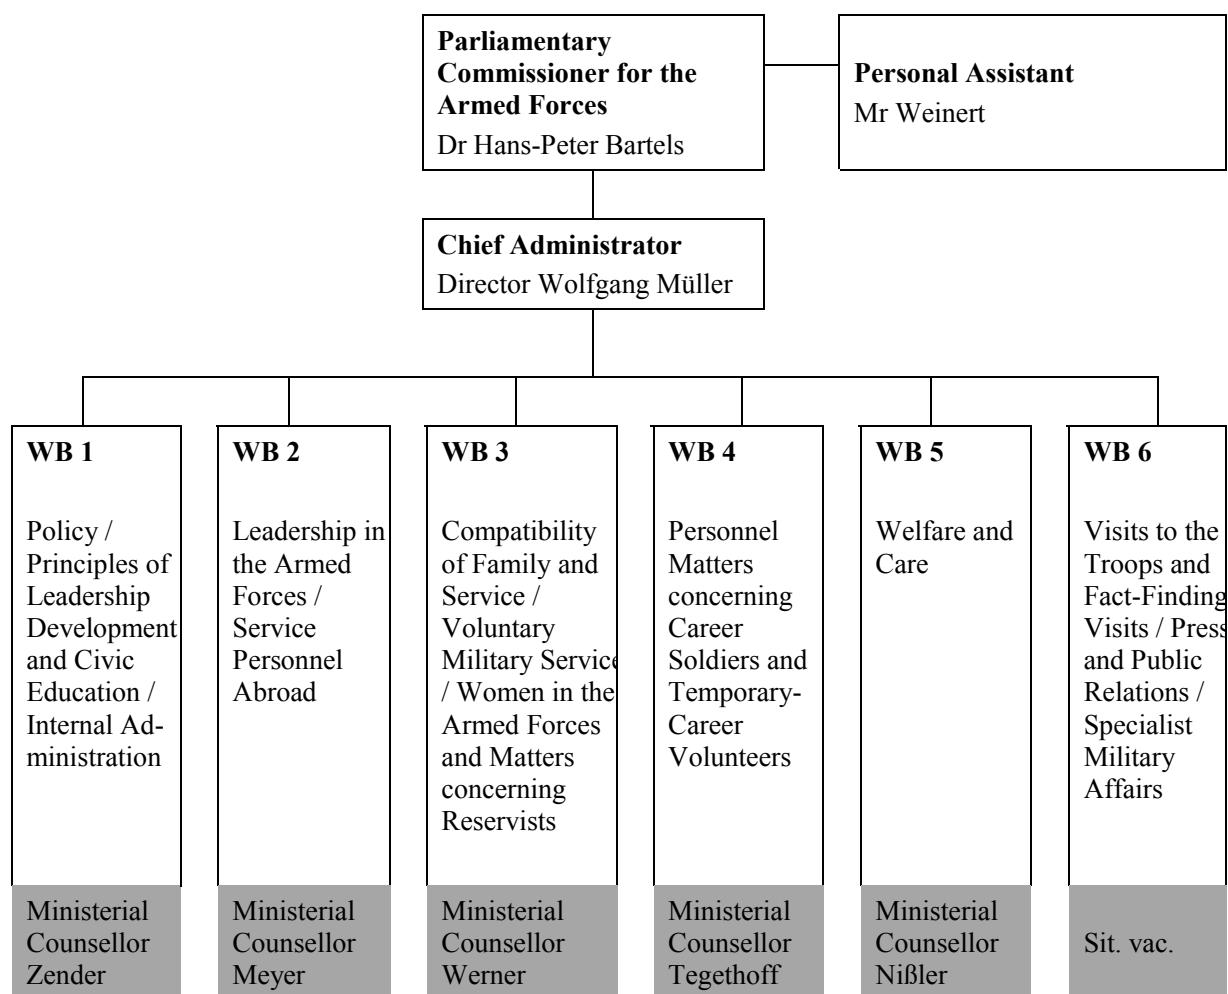 Parliamentary
Commissioner for the
Armed Forces
Dr Hans-Peter Bartels
Personal Assistant
Mr Weinert
Chief Administrator
Director Wolfgang Müller
WB 1
Policy /
Principles of
Leadership
Development
and Civic
Education /
Internal Ad-
ministration
Ministerial
Counsellor
Zender
WB 2
Leadership in
the Armed
Forces /
Service
Personnel
Abroad
Ministerial
Counsellor
Meyer
WB 3
Compatibility
of Family and
Service /
Voluntary
Military Service
/ Women in the
Armed Forces
and Matters
concerning
Reservists
Ministerial
Counsellor
Werner
WB 4
Personnel
Matters
concerning
Career
Soldiers and
Temporary-
Career
Volunteers
Ministerial
Counsellor
Tegethoff
WB 5
Welfare and
Care
Ministerial
Counsellor
Nißler
WB 6
Visits to the
Troops and
Fact-Finding
Visits / Press
and Public
Relations /
Specialist
Military
Affairs
Sit. vac.